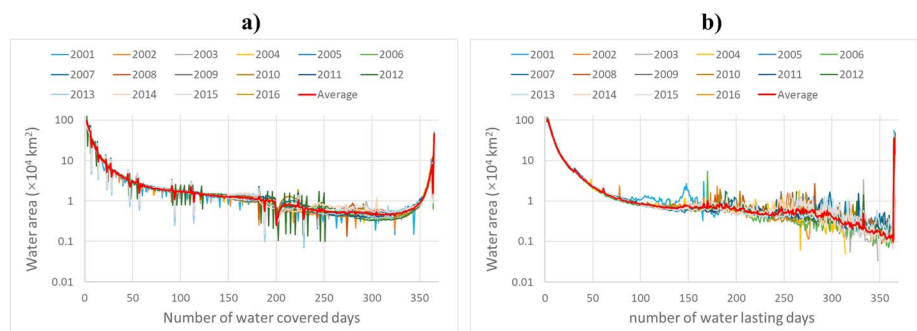 a)
2001 2002 2003 2004 2005 2006
2007 2008 2009 2010 2011 2012
2013 2014 2015 2016 Average
Water area (×10⁴ km²)
100
10
1
0.1
0.01
0 50 100 150 200 250 300 350
Number of water covered days
b)
2001 2002 2003 2004 2005 2006
2007 2008 2009 2010 2011 2012
2013 2014 2015 2016 Average
Water area (×10⁴ km²)
100
10
1
0.1
0.01
0 50 100 150 200 250 300 350
number of water lasting days